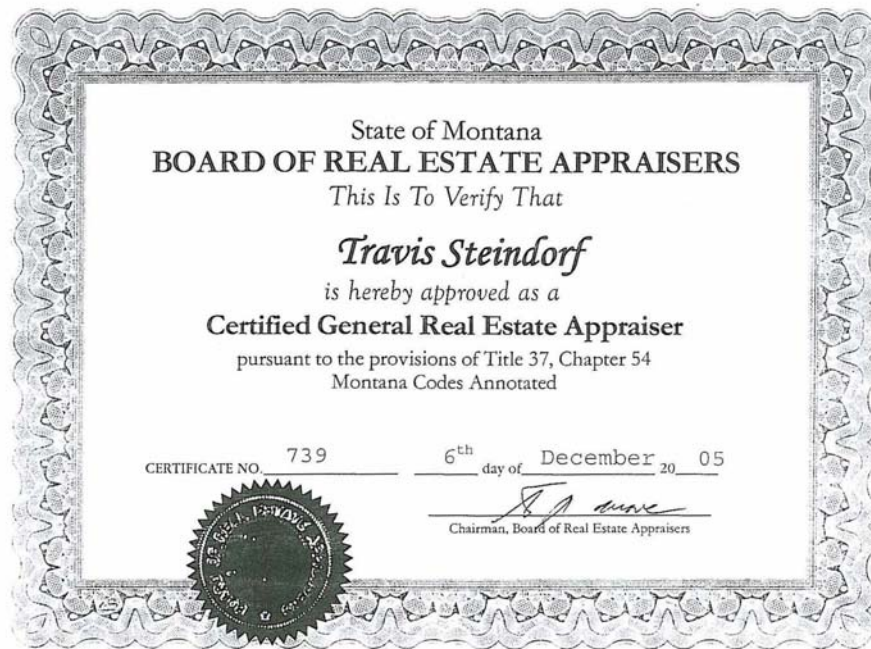 State of Montana
BOARD OF REAL ESTATE APPRAISERS
This Is To Verify That
Travis Steindorf
is hereby approved as a
Certified General Real Estate Appraiser
pursuant to the provisions of Title 37, Chapter 54
Montana Codes Annotated
CERTIFICATE NO. 739 6th day of December 20 05
Chairman, Board of Real Estate Appraisers